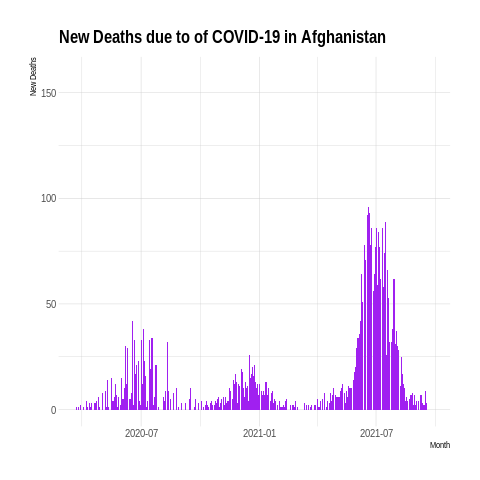 New Deaths due to of COVID-19 in Afghanistan
New Deaths
150
100
50
0
2020-07 2021-01 2021-07
Month